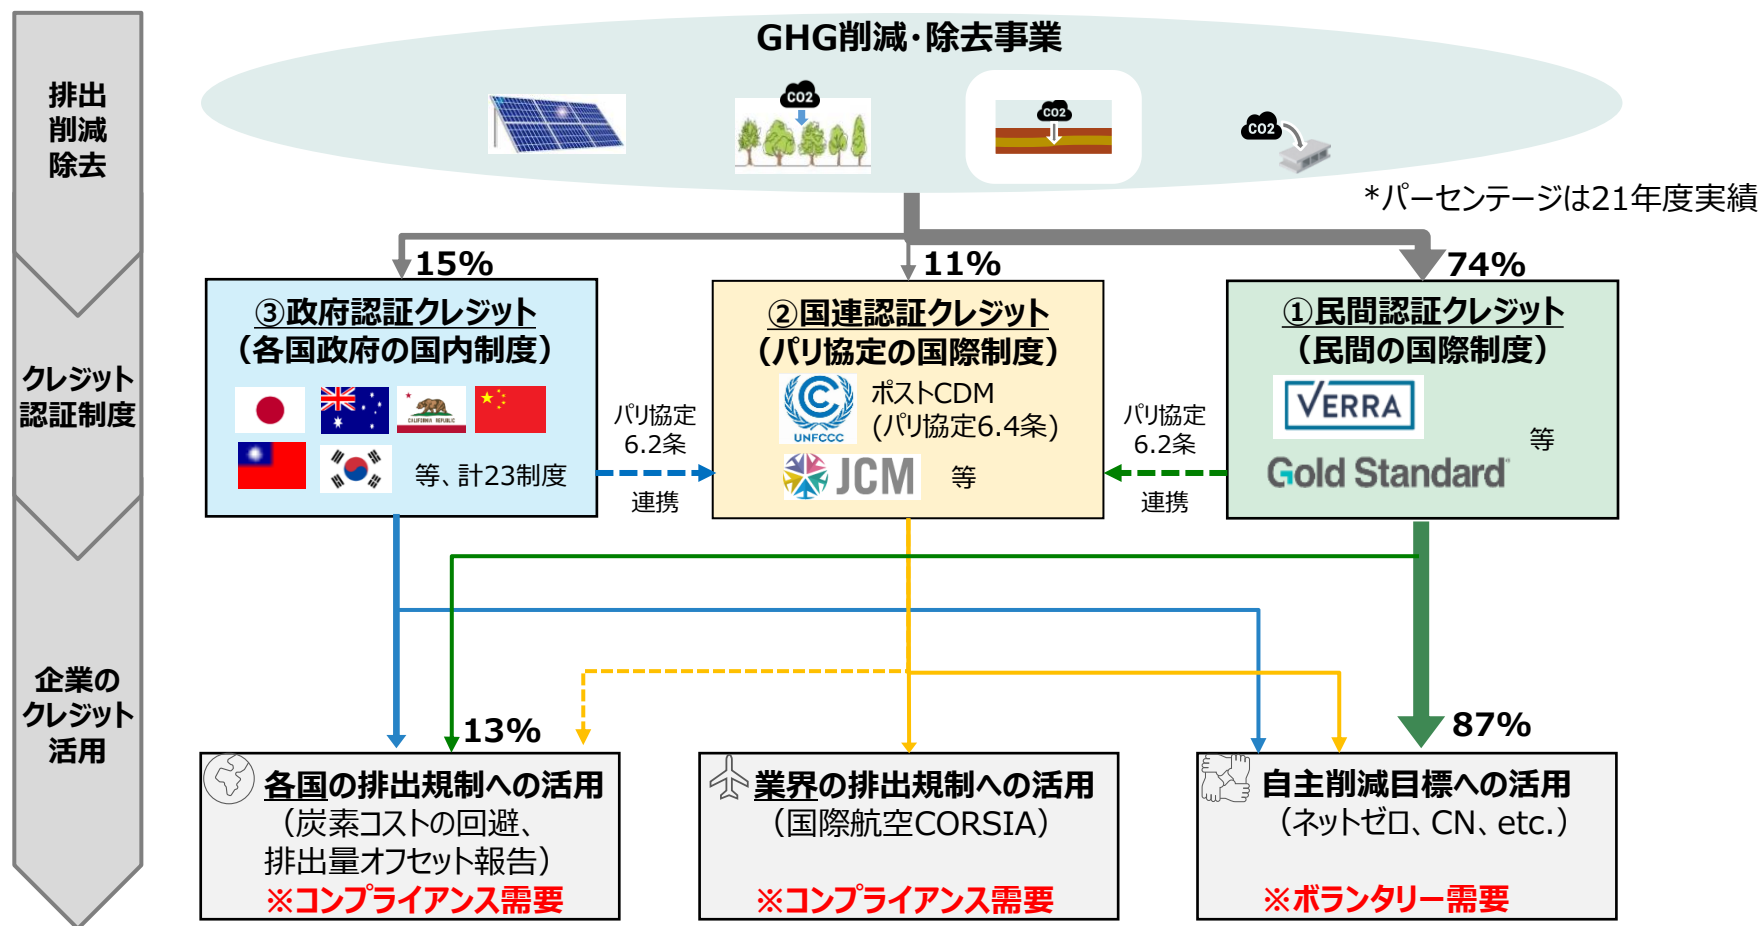 GHG削減・除去事業
排出
削減
除去
CO2
CO2
CO2
CO2
*パーセンテージは21年度実績
15%
11%
74%
クレジット
認証制度
③政府認証クレジット
（各国政府の国内制度）
CALIFORNIA REPUBLIC
等、計23制度
パリ協定
6.2条
連携
②国連認証クレジット
（パリ協定の国際制度）
UNFCCC
ポストCDM
(パリ協定6.4条)
JCM
等
パリ協定
6.2条
連携
①民間認証クレジット
（民間の国際制度）
VERRA
等
Gold Standard
企業の
クレジット
活用
13%
87%
各国の排出規制への活用
（炭素コストの回避、
排出量オフセット報告）
※コンプライアンス需要
業界の排出規制への活用
（国際航空CORSIA）
※コンプライアンス需要
自主削減目標への活用
（ネットゼロ、CN、etc.）
※ボランタリー需要